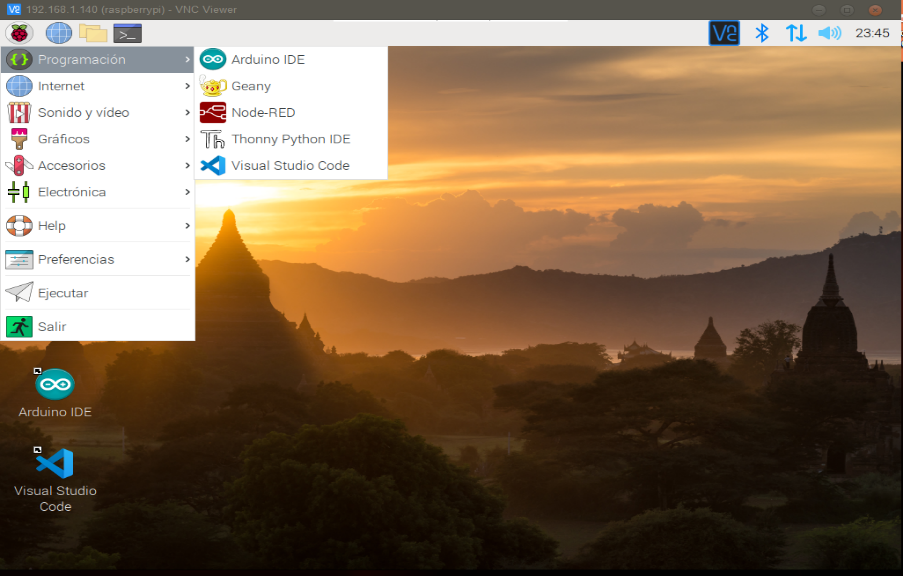 192.168.1.140 (raspberrypi) - VNC Viewer
23:45
Programación
Internet
Sonido y vídeo
Gráficos
Accesorios
Electrónica
Help
Preferencias
Ejecutar
Salir
Arduino IDE
Geany
Node-RED
Thonny Python IDE
Visual Studio Code
Arduino IDE
Visual Studio
Code